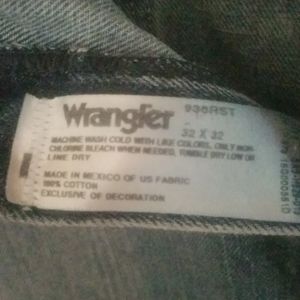 Wrangler
936RST
32 X 32
MACHINE WASH COLD WITH LIKE COLORS, ONLY NON-
CHLORINE BLEACH WHEN NEEDED, TUMBLE DRY LOW OR
LINE DRY
MADE IN MEXICO OF US FABRIC
100% COTTON
EXCLUSIVE OF DECORATION